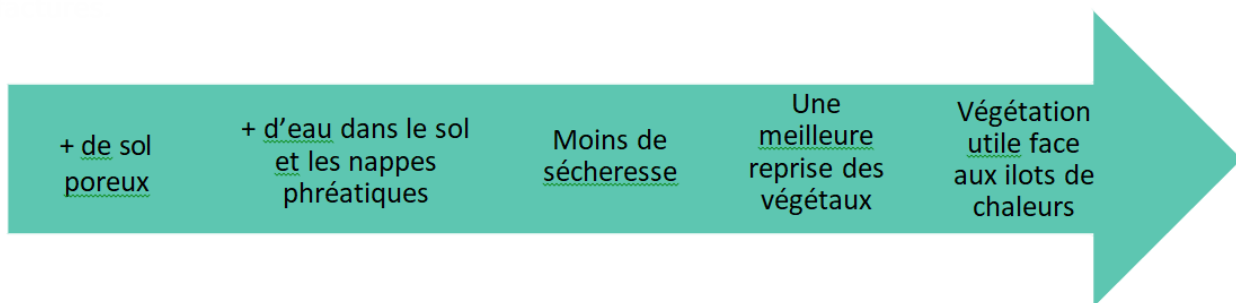 + de sol
poreux
+ d'eau dans le sol
et les nappes
phréatiques
Moins de
sécheresse
Une
meilleure
reprise des
végétaux
Végétation
utile face
aux ilots de
chaleurs